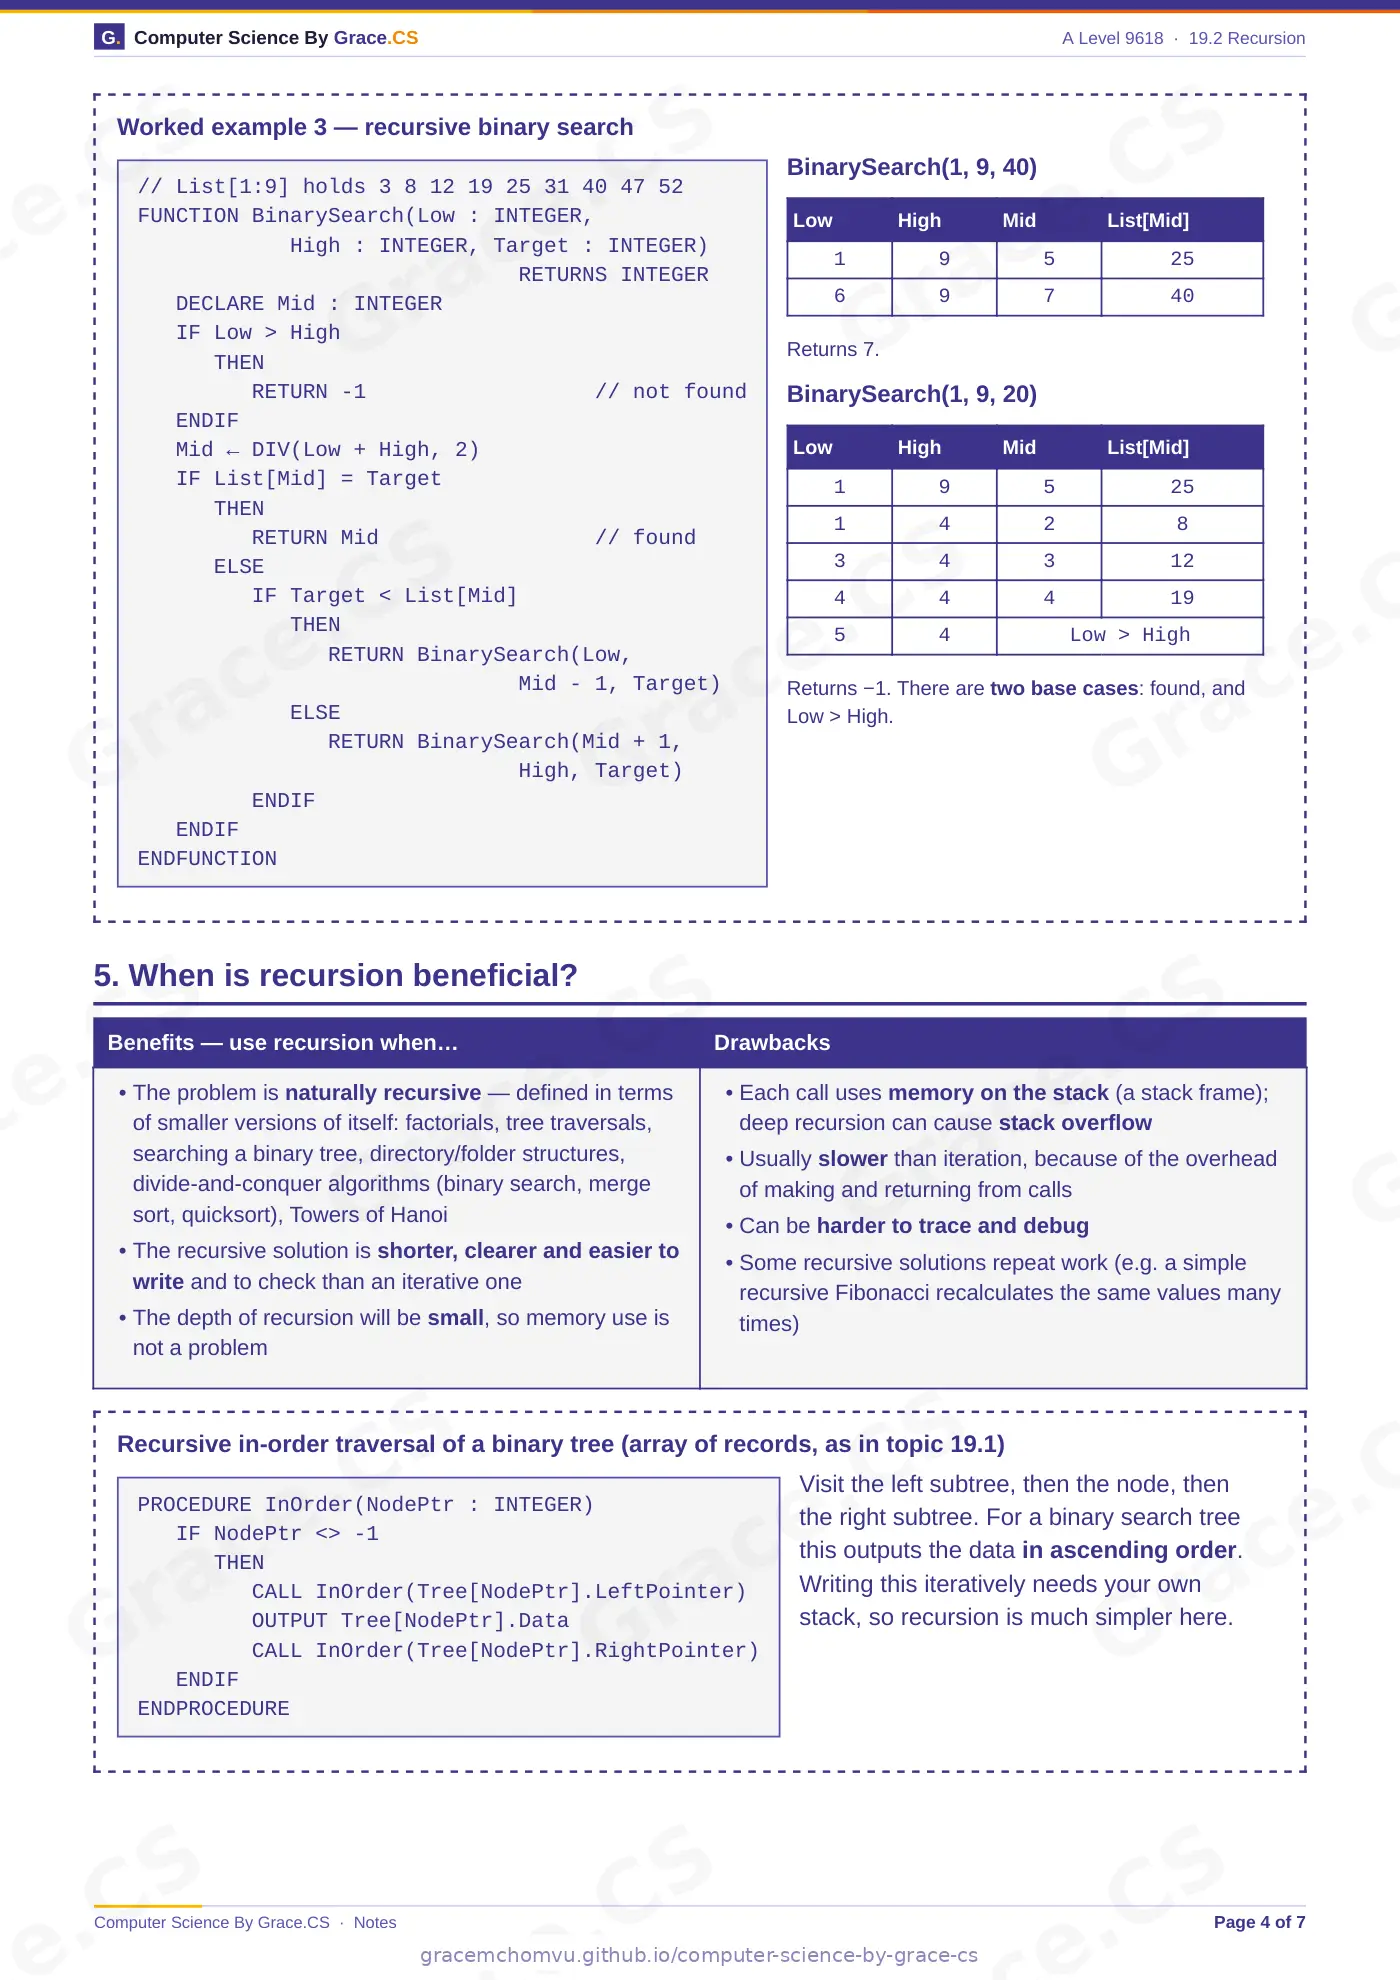 G. Computer Science By Grace.CS
A Level 9618 · 19.2 Recursion
Worked example 3 — recursive binary search
// List[1:9] holds 3 8 12 19 25 31 40 47 52
FUNCTION BinarySearch(Low : INTEGER,
            High : INTEGER, Target : INTEGER)
                              RETURNS INTEGER
   DECLARE Mid : INTEGER
   IF Low > High
      THEN
         RETURN -1                  // not found
   ENDIF
   Mid ← DIV(Low + High, 2)
   IF List[Mid] = Target
      THEN
         RETURN Mid                 // found
      ELSE
         IF Target < List[Mid]
            THEN
               RETURN BinarySearch(Low,
                              Mid - 1, Target)
            ELSE
               RETURN BinarySearch(Mid + 1,
                              High, Target)
         ENDIF
   ENDIF
ENDFUNCTION
BinarySearch(1, 9, 40)
Low High Mid List[Mid]
1 9 5 25
6 9 7 40
Returns 7.
BinarySearch(1, 9, 20)
Low High Mid List[Mid]
1 9 5 25
1 4 2 8
3 4 3 12
4 4 4 19
5 4 Low > High
Returns −1. There are two base cases: found, and
Low > High.
5. When is recursion beneficial?
Benefits — use recursion when…
• The problem is naturally recursive — defined in terms
of smaller versions of itself: factorials, tree traversals,
searching a binary tree, directory/folder structures,
divide-and-conquer algorithms (binary search, merge
sort, quicksort), Towers of Hanoi
• The recursive solution is shorter, clearer and easier to
write and to check than an iterative one
• The depth of recursion will be small, so memory use is
not a problem
Drawbacks
• Each call uses memory on the stack (a stack frame);
deep recursion can cause stack overflow
• Usually slower than iteration, because of the overhead
of making and returning from calls
• Can be harder to trace and debug
• Some recursive solutions repeat work (e.g. a simple
recursive Fibonacci recalculates the same values many
times)
Recursive in-order traversal of a binary tree (array of records, as in topic 19.1)
PROCEDURE InOrder(NodePtr : INTEGER)
   IF NodePtr <> -1
      THEN
         CALL InOrder(Tree[NodePtr].LeftPointer)
         OUTPUT Tree[NodePtr].Data
         CALL InOrder(Tree[NodePtr].RightPointer)
   ENDIF
ENDPROCEDURE
Visit the left subtree, then the node, then
the right subtree. For a binary search tree
this outputs the data in ascending order.
Writing this iteratively needs your own
stack, so recursion is much simpler here.
Computer Science By Grace.CS · Notes
Page 4 of 7
gracemchomvu.github.io/computer-science-by-grace-cs